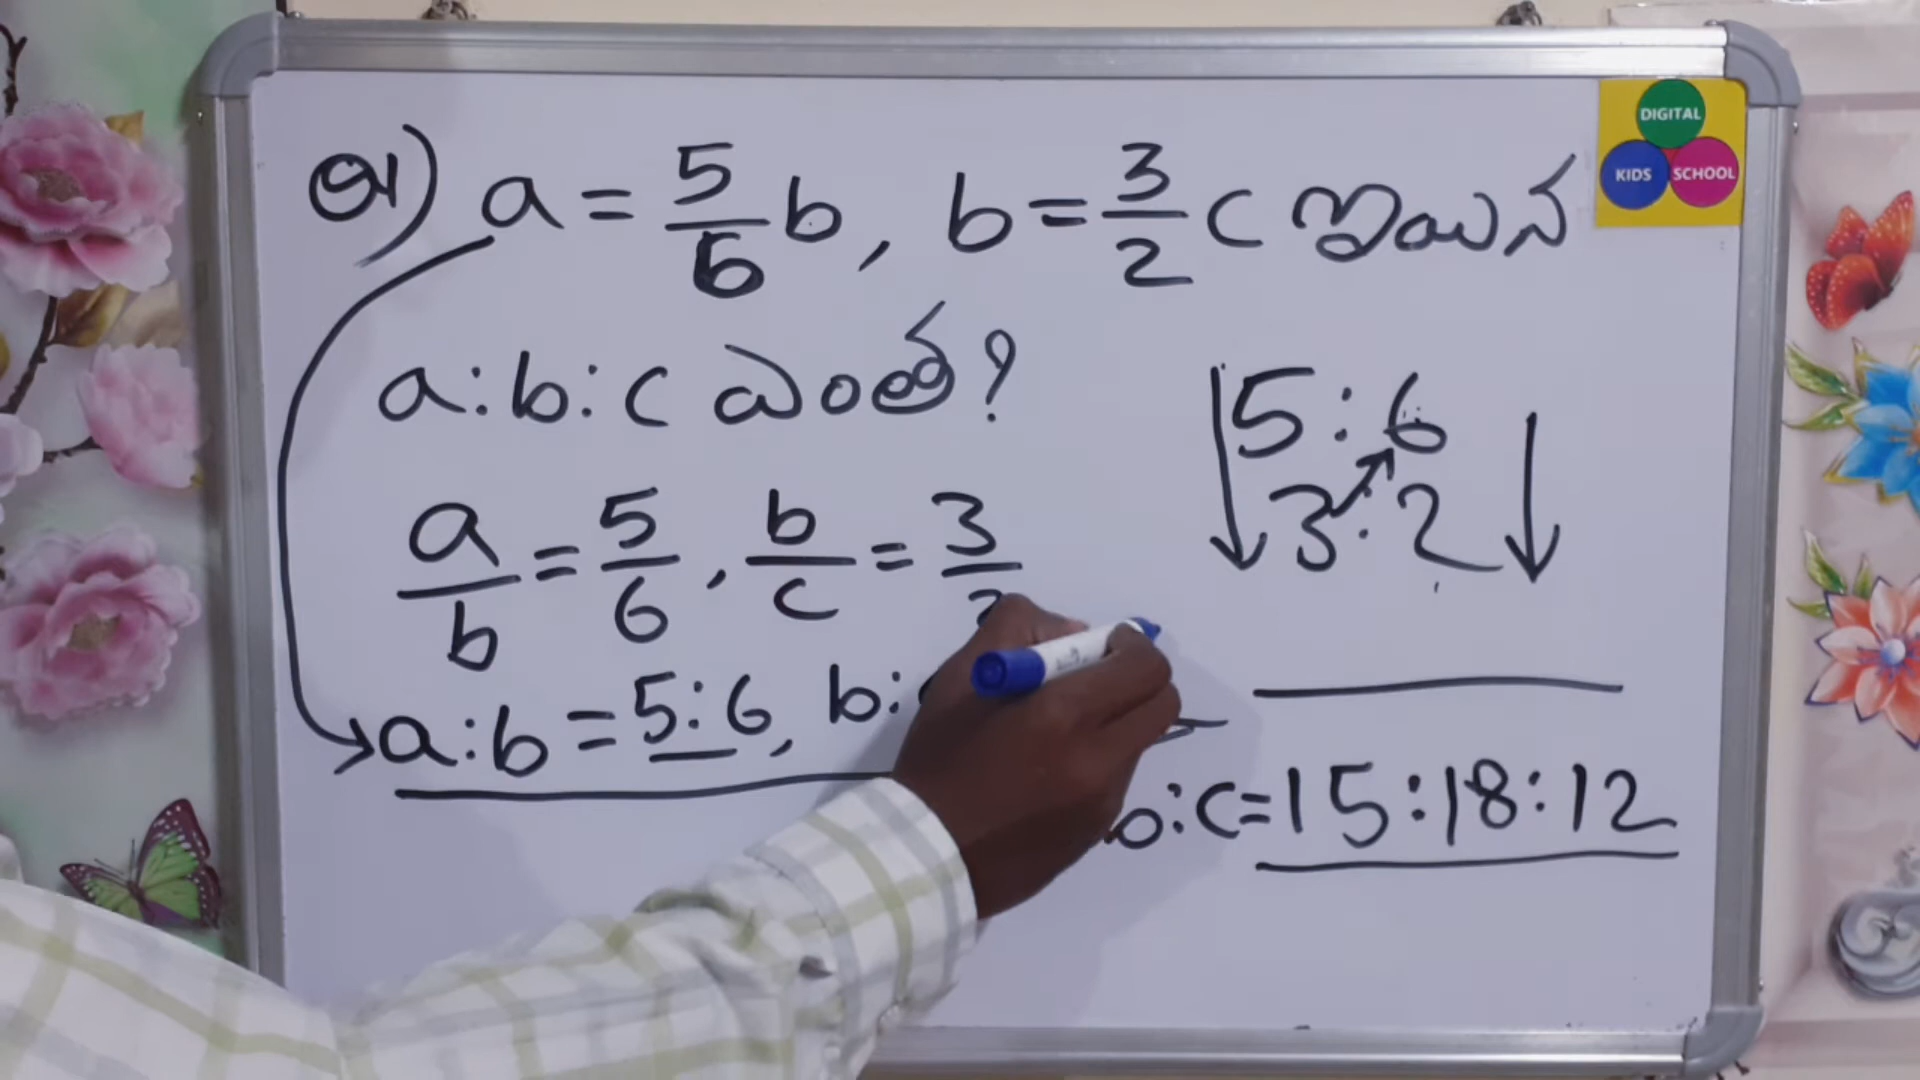 a = 5/6 b, b = 3/2 c అయిన
a : b : c ఎంత?
5 : 6
3 : 2
a/b = 5/6, b/c = 3/
a : b = 5 : 6, b :
: c = 15 : 18 : 12
DIGITAL
KIDS SCHOOL